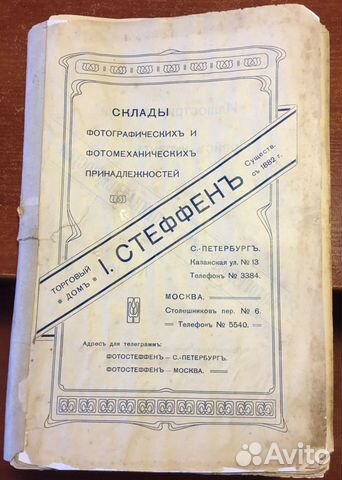 СКЛАДЫ
ФОТОГРАФИЧЕСКИХЪ И
ФОТОМЕХАНИЧЕСКИХЪ
ПРИНАДЛЕЖНОСТЕЙ
ТОРГОВЫЙ
ДОМЪ
І. СТЕФФЕНЪ
Существ.
съ 1882 г.
С.-ПЕТЕРБУРГЪ.
Казанская ул. № 13
Телефонъ № 3384.
МОСКВА.
Столешниковъ пер. № 6.
Телефонъ № 5540.
Адресъ для телеграммъ:
ФОТОСТЕФФЕНЪ — С.-ПЕТЕРБУРГЪ.
ФОТОСТЕФФЕНЪ — МОСКВА.
Avito